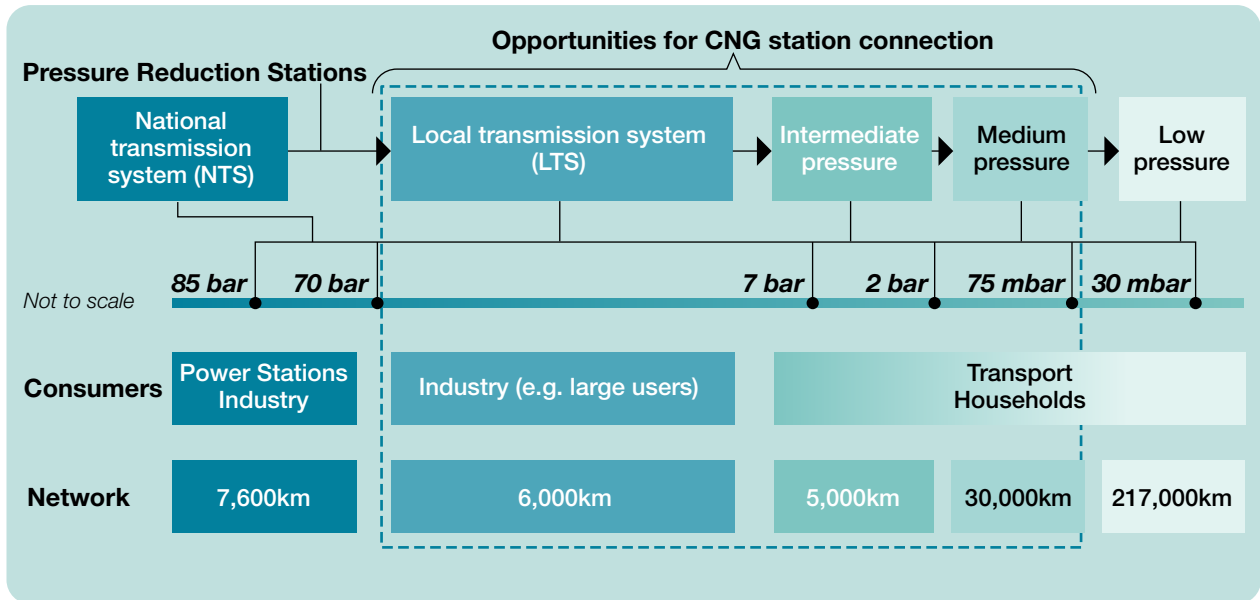 Opportunities for CNG station connection
Pressure Reduction Stations
National
transmission
system (NTS)
Local transmission system
(LTS)
Intermediate
pressure
Medium
pressure
Low
pressure
85 bar
70 bar
7 bar
2 bar
75 mbar
30 mbar
Not to scale
Consumers
Power Stations
Industry
Industry (e.g. large users)
Transport
Households
Network
7,600km
6,000km
5,000km
30,000km
217,000km